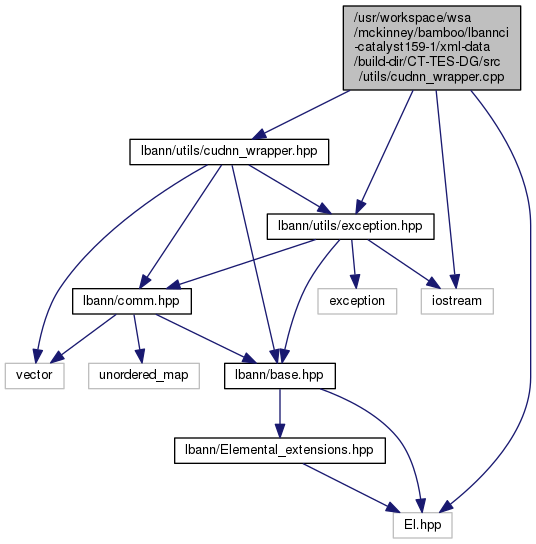 /usr/workspace/wsa
/mckinney/bamboo/lbannci
-catalyst159-1/xml-data
/build-dir/CT-TES-DG/src
/utils/cudnn_wrapper.cpp
lbann/utils/cudnn_wrapper.hpp
lbann/utils/exception.hpp
lbann/comm.hpp
exception
iostream
vector
unordered_map
lbann/base.hpp
lbann/Elemental_extensions.hpp
El.hpp